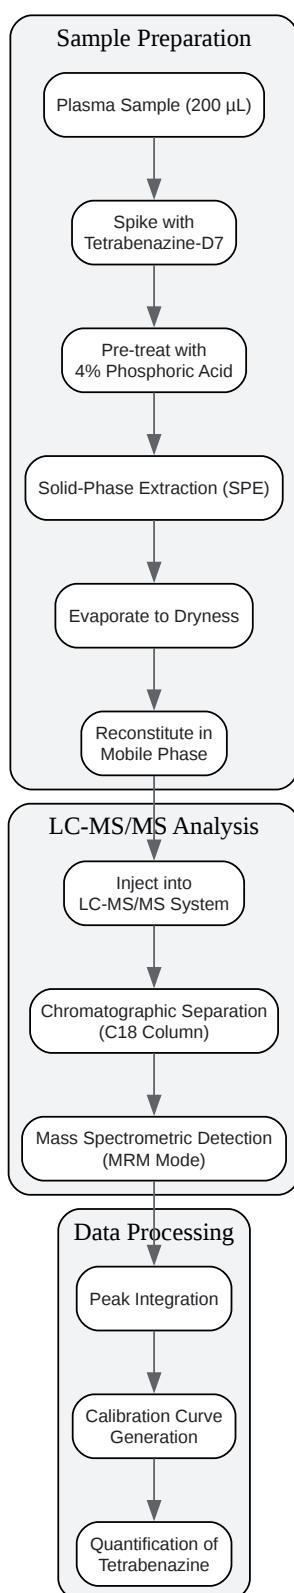 Sample Preparation
Plasma Sample (200 µL)
Spike with
Tetrabenazine-D7
Pre-treat with
4% Phosphoric Acid
Solid-Phase Extraction (SPE)
Evaporate to Dryness
Reconstitute in
Mobile Phase
LC-MS/MS Analysis
Inject into
LC-MS/MS System
Chromatographic Separation
(C18 Column)
Mass Spectrometric Detection
(MRM Mode)
Data Processing
Peak Integration
Calibration Curve
Generation
Quantification of
Tetrabenazine